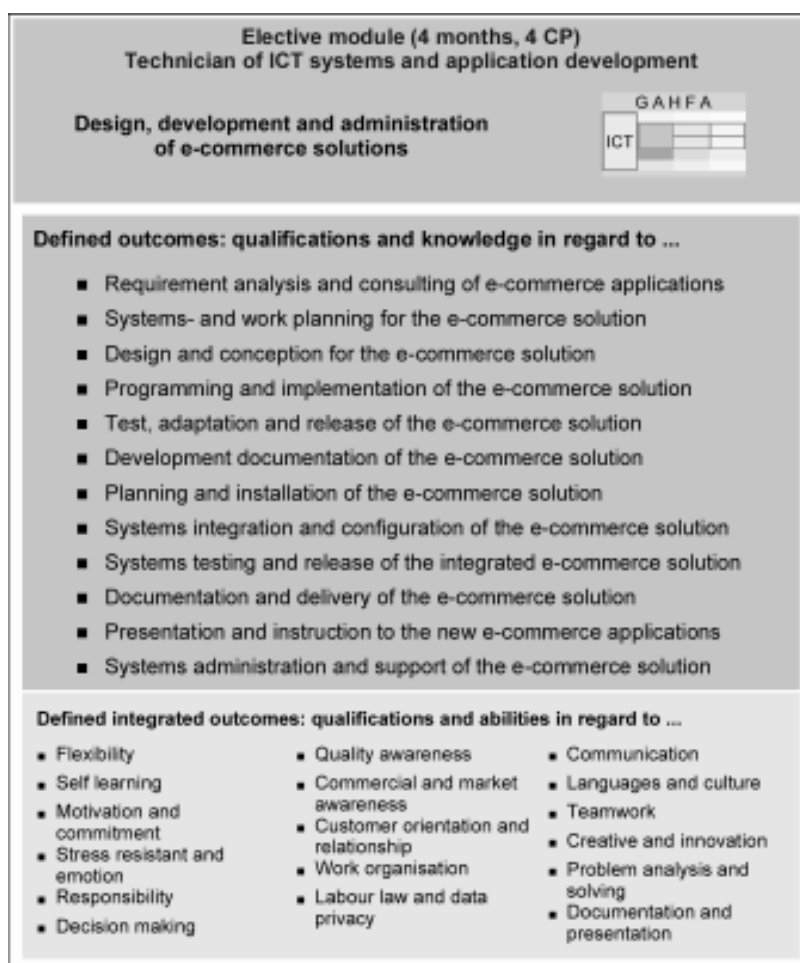 Elective module (4 months, 4 CP)
Technician of ICT systems and application development
Design, development and administration
of e-commerce solutions
G A H F A
ICT
Defined outcomes: qualifications and knowledge in regard to ...
▪ Requirement analysis and consulting of e-commerce applications
▪ Systems- and work planning for the e-commerce solution
▪ Design and conception for the e-commerce solution
▪ Programming and implementation of the e-commerce solution
▪ Test, adaptation and release of the e-commerce solution
▪ Development documentation of the e-commerce solution
▪ Planning and installation of the e-commerce solution
▪ Systems integration and configuration of the e-commerce solution
▪ Systems testing and release of the integrated e-commerce solution
▪ Documentation and delivery of the e-commerce solution
▪ Presentation and instruction to the new e-commerce applications
▪ Systems administration and support of the e-commerce solution
Defined integrated outcomes: qualifications and abilities in regard to ...
▪ Flexibility
▪ Self learning
▪ Motivation and
commitment
▪ Stress resistant and
emotion
▪ Responsibility
▪ Decision making
▪ Quality awareness
▪ Commercial and market
awareness
▪ Customer orientation and
relationship
▪ Work organisation
▪ Labour law and data
privacy
▪ Communication
▪ Languages and culture
▪ Teamwork
▪ Creative and innovation
▪ Problem analysis and
solving
▪ Documentation and
presentation